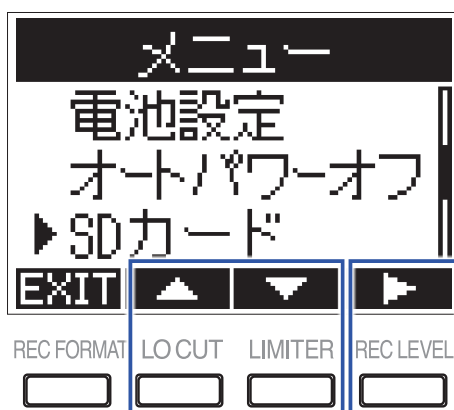 メニュー
電池設定
オートパワーオフ
▶SDカード
EXIT ▲ ▼ ▶
REC FORMAT LO CUT LIMITER REC LEVEL